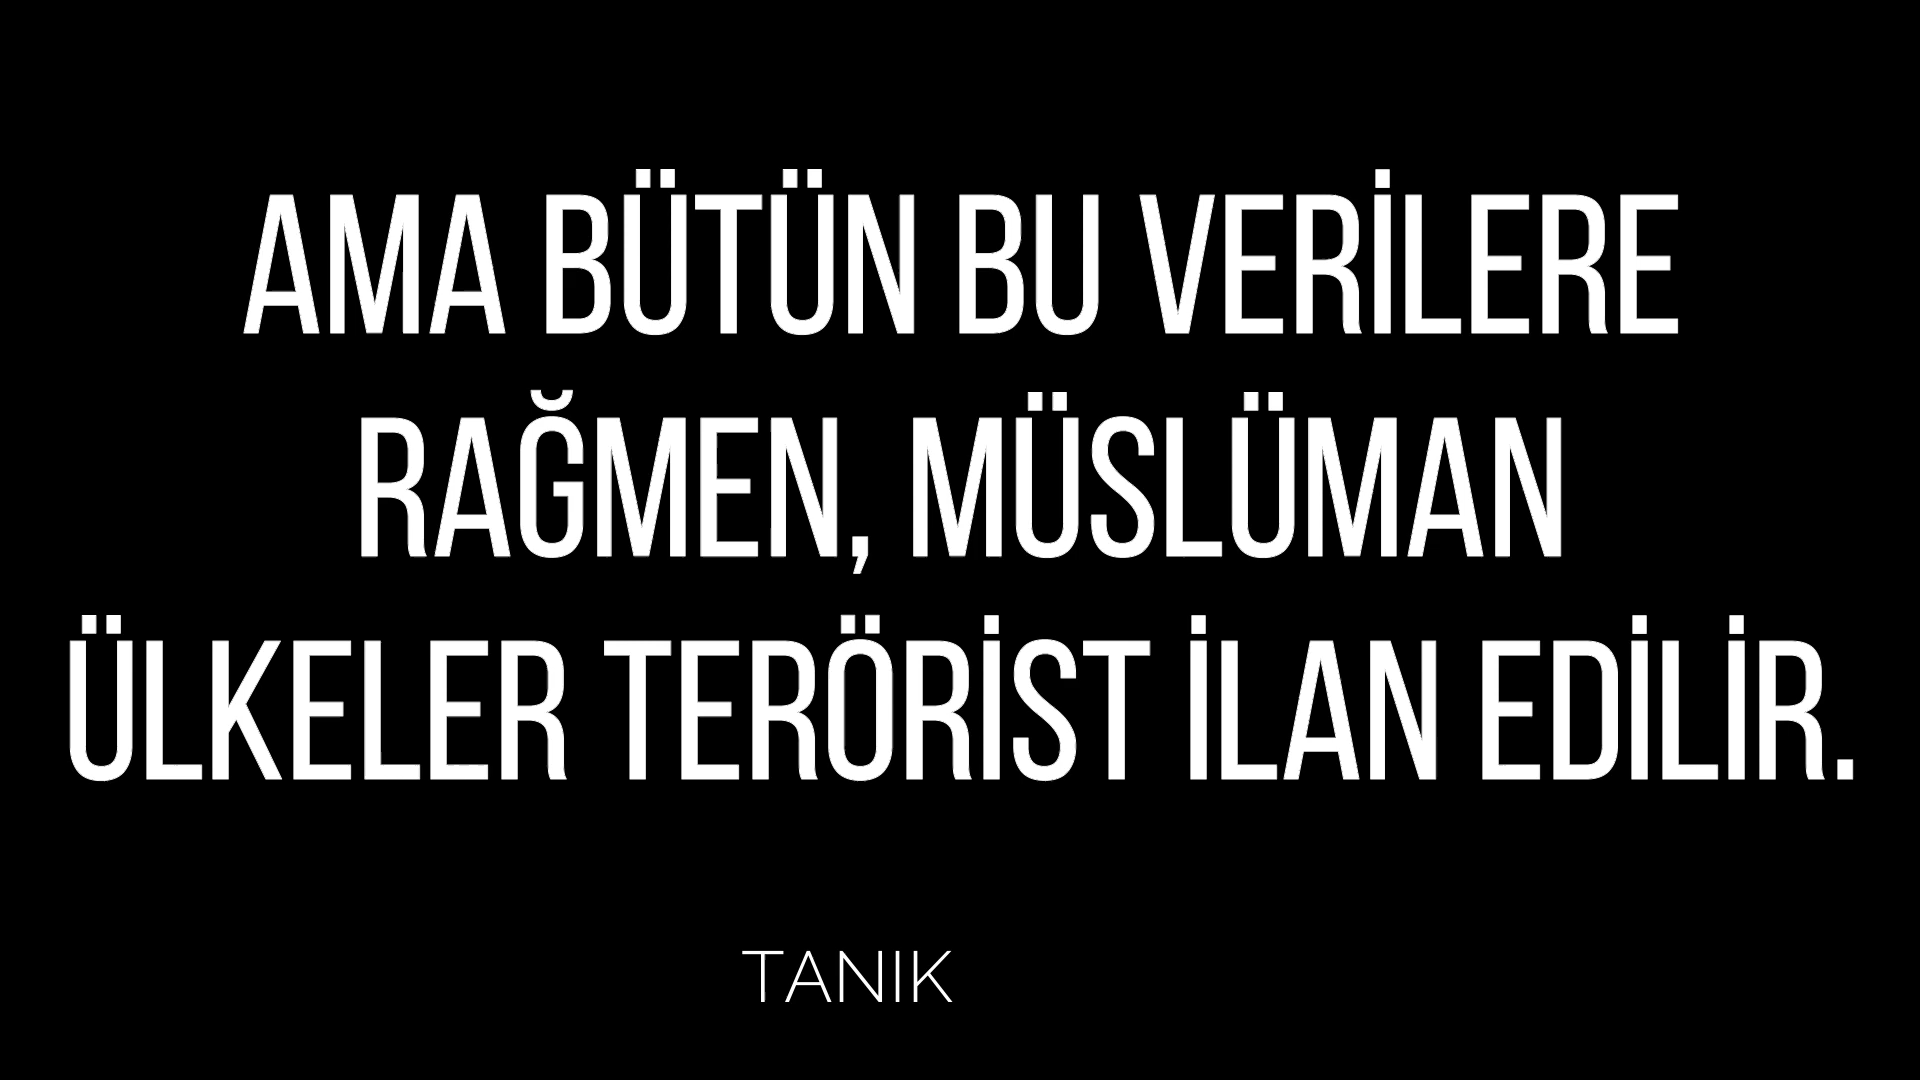 AMA BÜTÜN BU VERİLERE
RAĞMEN, MÜSLÜMAN
ÜLKELER TERÖRİST İLAN EDİLİR.
TANIK